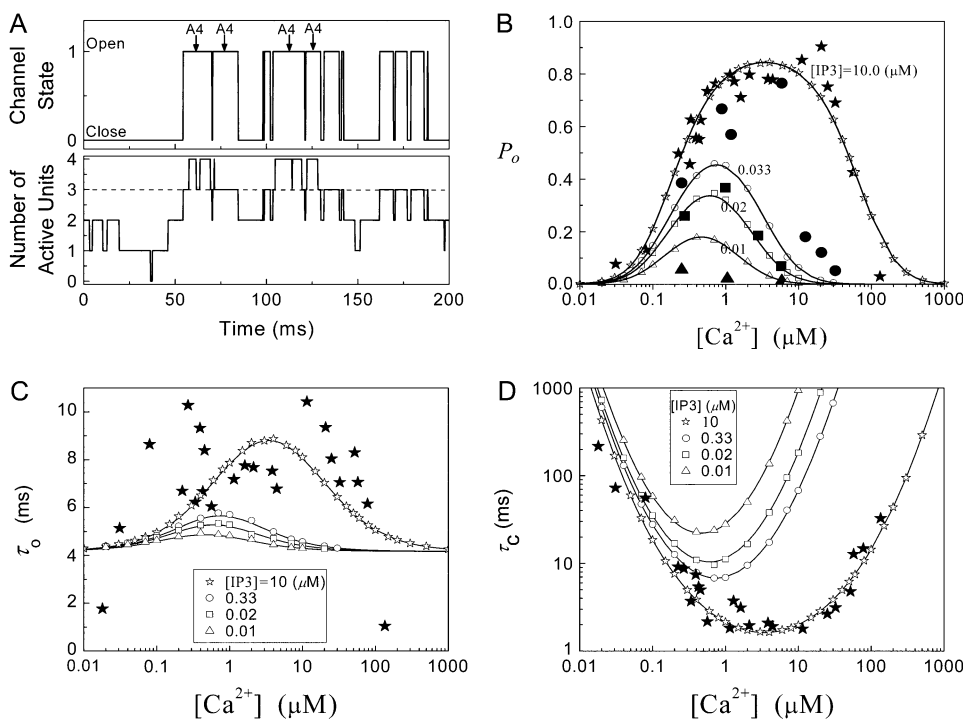 A
A4 A4 A4 A4
Open
Close
1
0
Channel
State
4
3
2
1
0
Number of
Active Units
0 50 100 150 200
Time (ms)
B
1.0
0.8
0.6
0.4
0.2
0.0
Po
[IP3]=10.0 (μM)
0.033
0.02
0.01
0.01 0.1 1 10 100 1000
[Ca2+] (μM)
C
10
8
6
4
2
0
τo (ms)
[IP3]=10 (μM)
0.33
0.02
0.01
0.01 0.1 1 10 100 1000
[Ca2+] (μM)
D
1000
100
10
1
τc (ms)
[IP3] (μM)
10
0.33
0.02
0.01
0.01 0.1 1 10 100 1000
[Ca2+] (μM)